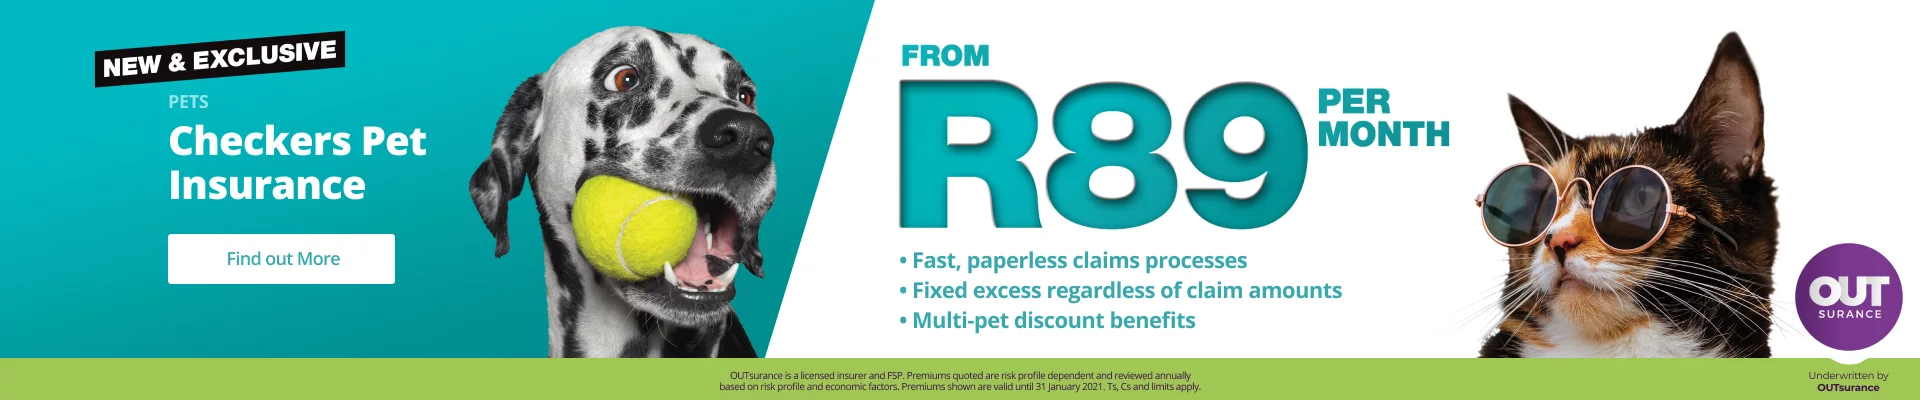 NEW & EXCLUSIVE
PETS
Checkers Pet
Insurance
Find out More
FROM
R89
PER
MONTH
• Fast, paperless claims processes
• Fixed excess regardless of claim amounts
• Multi-pet discount benefits
OUT
SURANCE
OUTsurance is a licensed insurer and FSP. Premiums quoted are risk profile dependent and reviewed annually
based on risk profile and economic factors. Premiums shown are valid until 31 January 2021. Ts, Cs and limits apply.
Underwritten by
OUTsurance